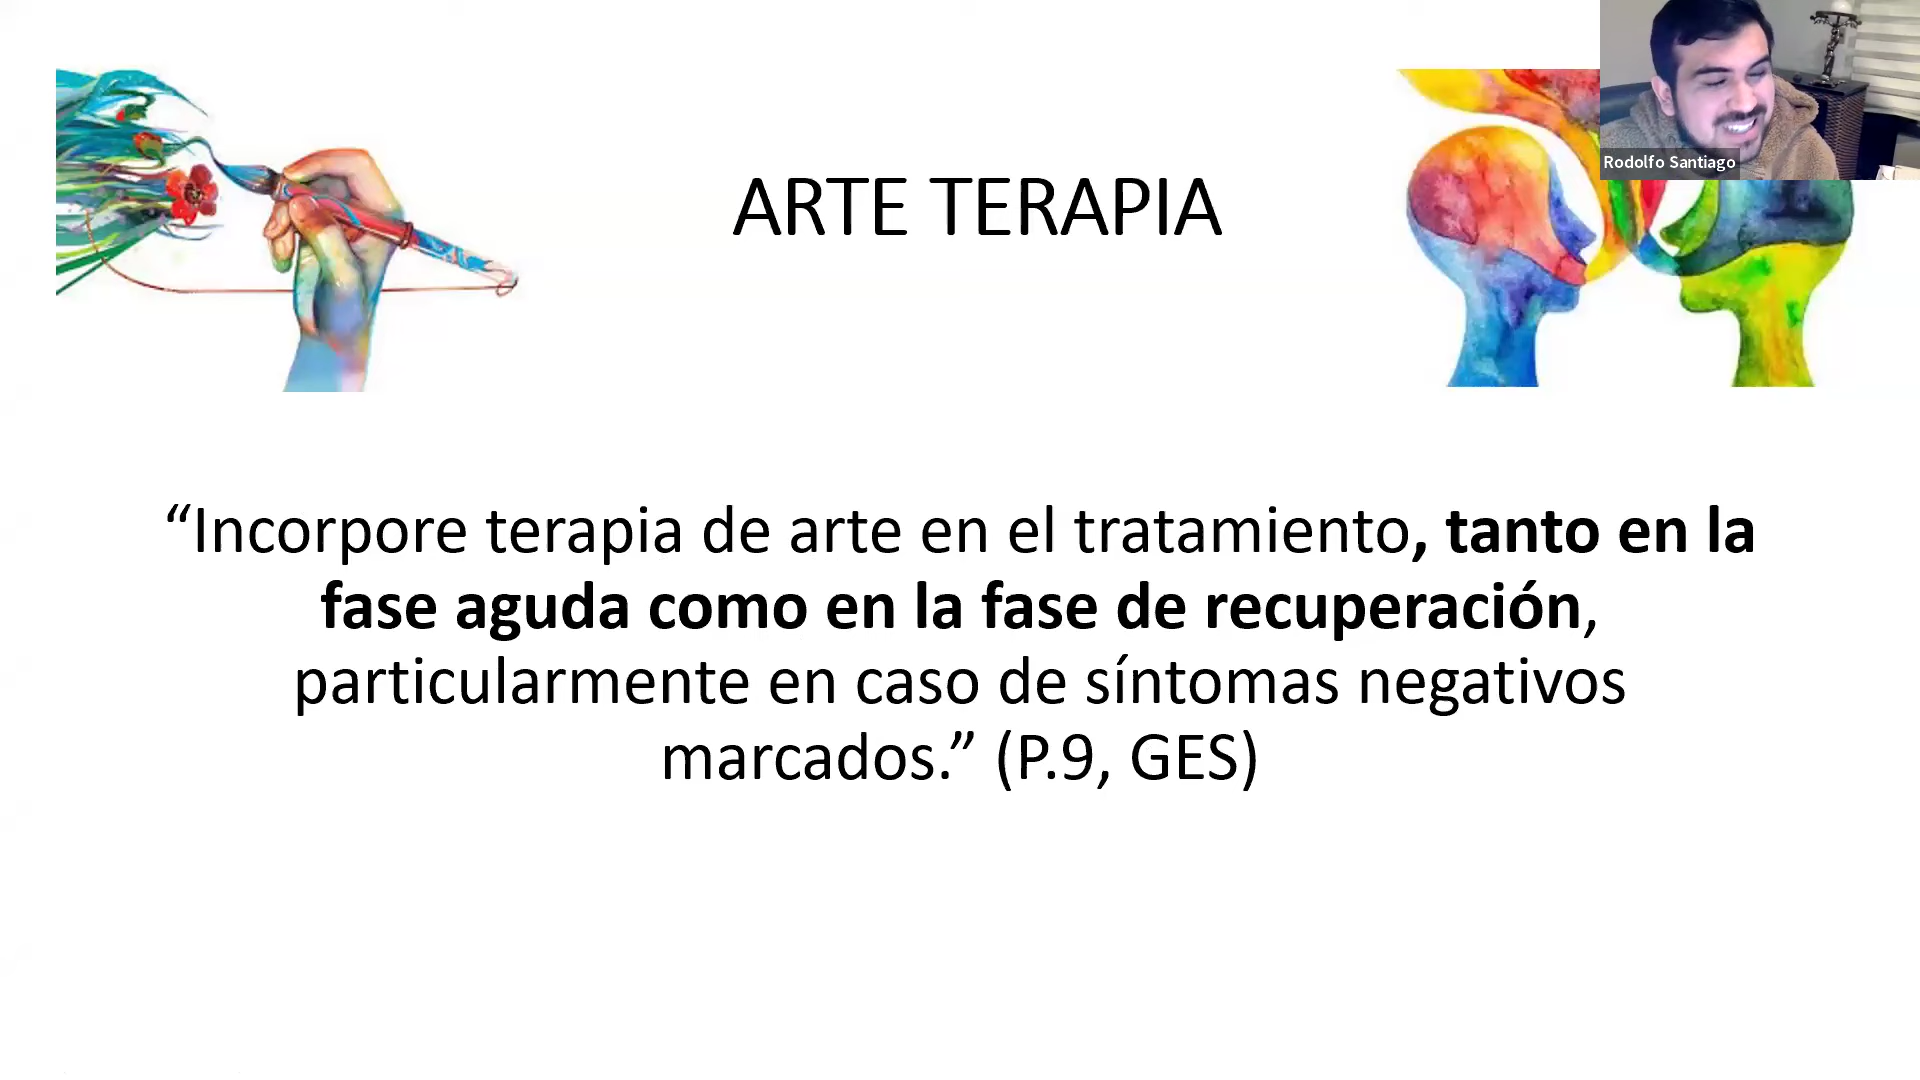 Rodolfo Santiago
ARTE TERAPIA
“Incorpore terapia de arte en el tratamiento, tanto en la
fase aguda como en la fase de recuperación,
particularmente en caso de síntomas negativos
marcados.” (P.9, GES)